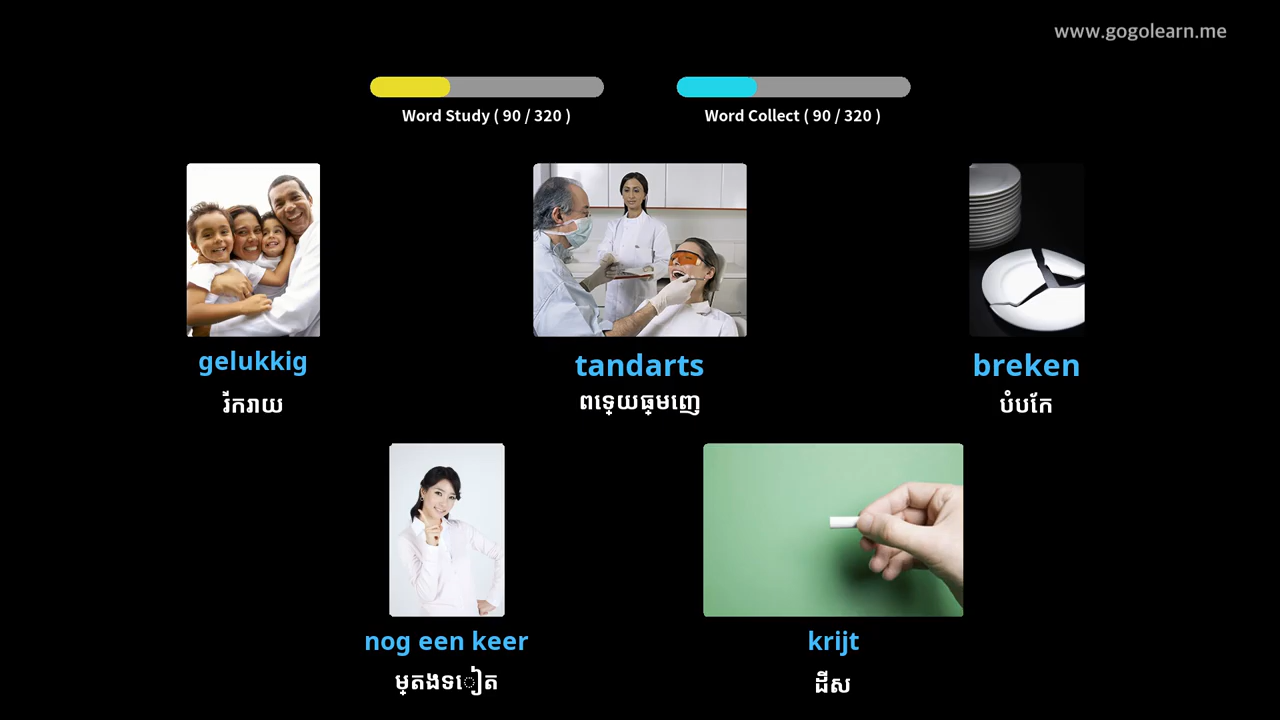 www.gogolearn.me
Word Study ( 90 / 320 )
Word Collect ( 90 / 320 )
gelukkig
tandarts
breken
រីករាយ
ពេទ្យធ្មេញ
បំបែក
nog een keer
krijt
ម្តងទៀត
ដីស